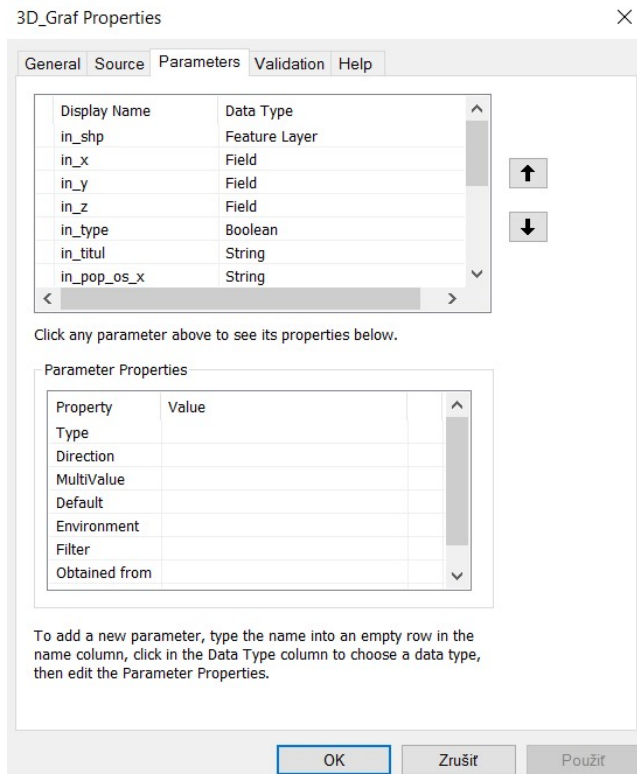 3D_Graf Properties
General Source Parameters Validation Help
Display Name Data Type
in_shp Feature Layer
in_x Field
in_y Field
in_z Field
in_type Boolean
in_titul String
in_pop_os_x String
Click any parameter above to see its properties below.
Parameter Properties
Property Value
Type
Direction
MultiValue
Default
Environment
Filter
Obtained from
To add a new parameter, type the name into an empty row in the
name column, click in the Data Type column to choose a data type,
then edit the Parameter Properties.
OK Zrušiť Použiť